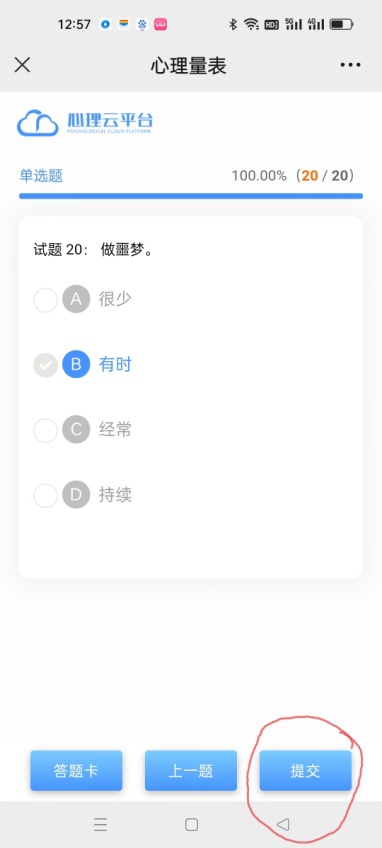 12:57
心理量表
心理云平台
PSYCHOLOGICAL CLOUD PLATFORM
单选题 100.00%（20 / 20）
试题 20： 做噩梦。
A 很少
B 有时
C 经常
D 持续
答题卡 上一题 提交